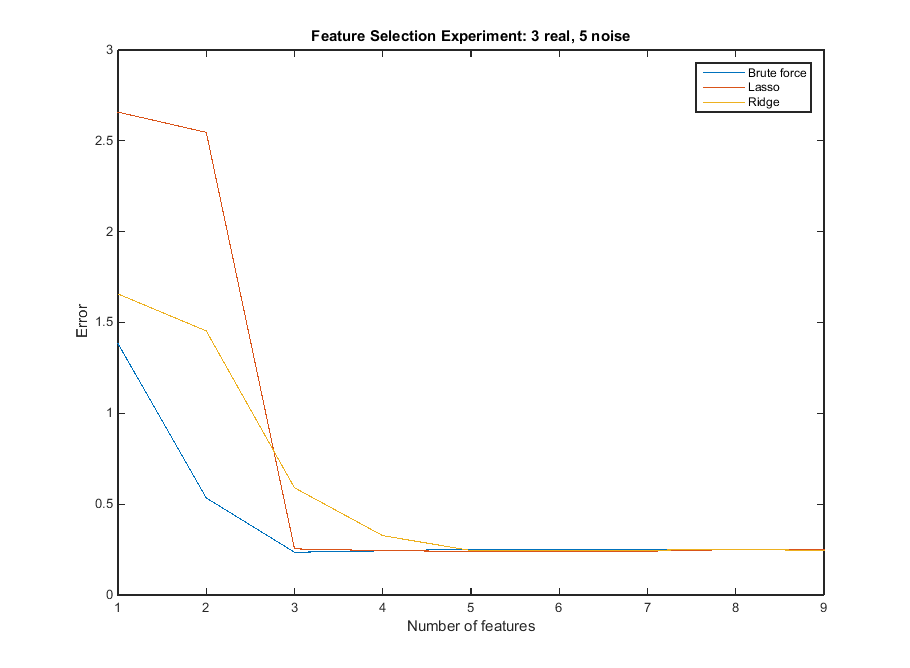 Feature Selection Experiment: 3 real, 5 noise
Brute force
Lasso
Ridge
3
2.5
2
1.5
1
0.5
0
Error
1 2 3 4 5 6 7 8 9
Number of features